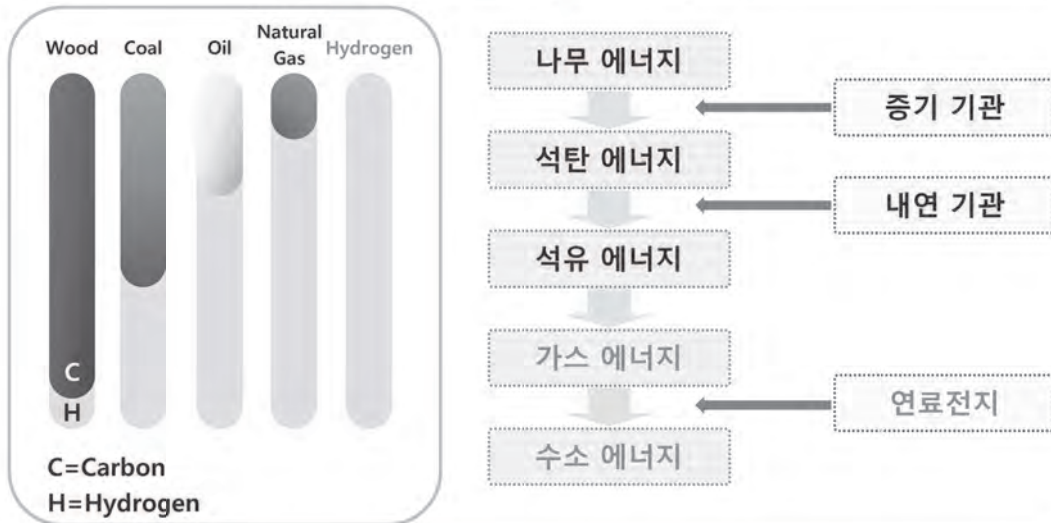 Wood Coal Oil Natural Gas Hydrogen
C
H
C=Carbon
H=Hydrogen
나무 에너지
증기 기관
석탄 에너지
내연 기관
석유 에너지
가스 에너지
연료전지
수소 에너지